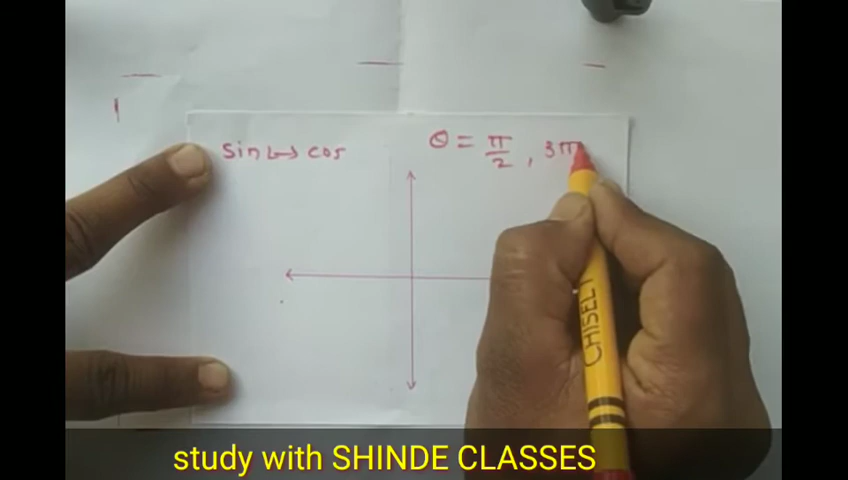 sin ↔ cos
θ = π/2, 3π
CHISEL
study with SHINDE CLASSES